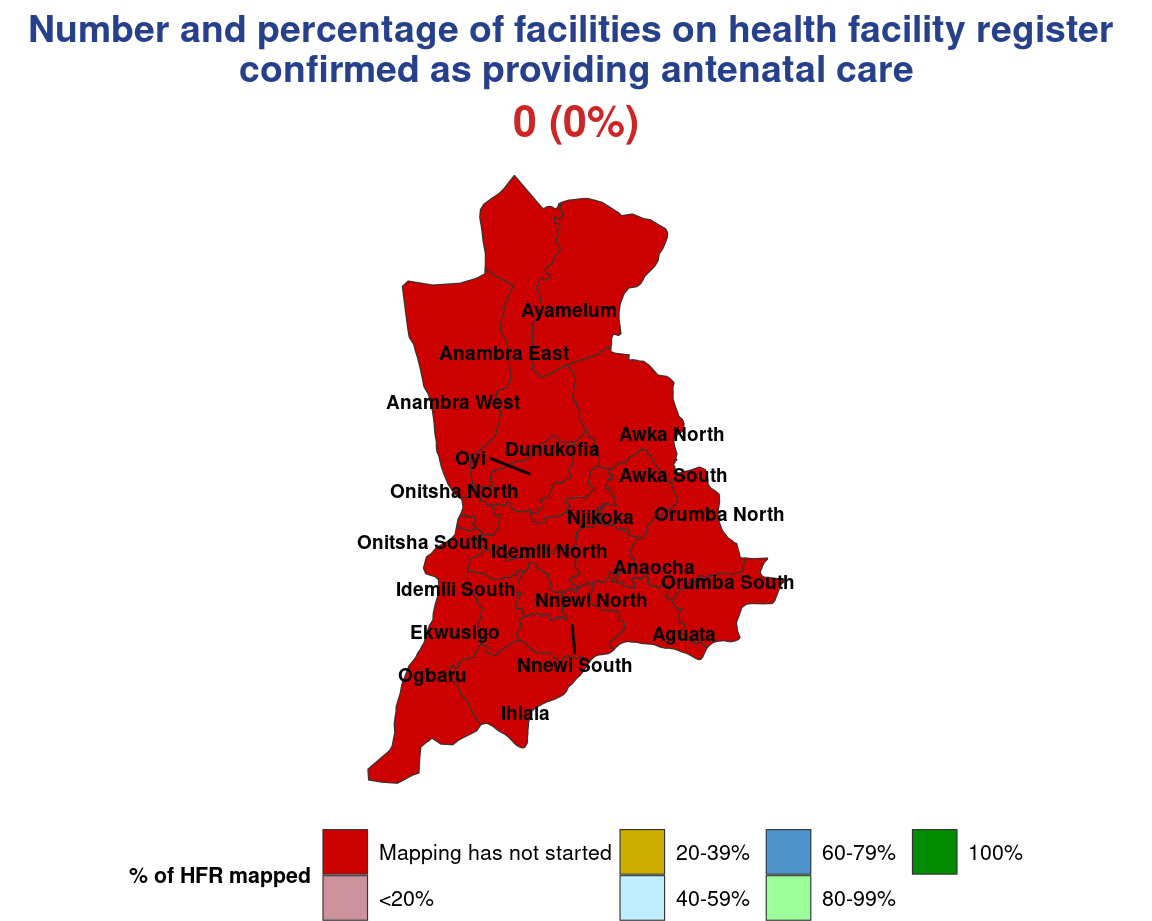 Number and percentage of facilities on health facility register
confirmed as providing antenatal care
0 (0%)
Ayamelum
Anambra East
Anambra West
Awka North
Dunukofia
Oyi
Awka South
Onitsha North
Orumba North
Njikoka
Onitsha South
Idemili North
Anaocha
Orumba South
Idemili South
Nnewi North
Ekwusigo
Aguata
Nnewi South
Ogbaru
Ihiala
% of HFR mapped
Mapping has not started
<20%
20-39%
40-59%
60-79%
80-99%
100%